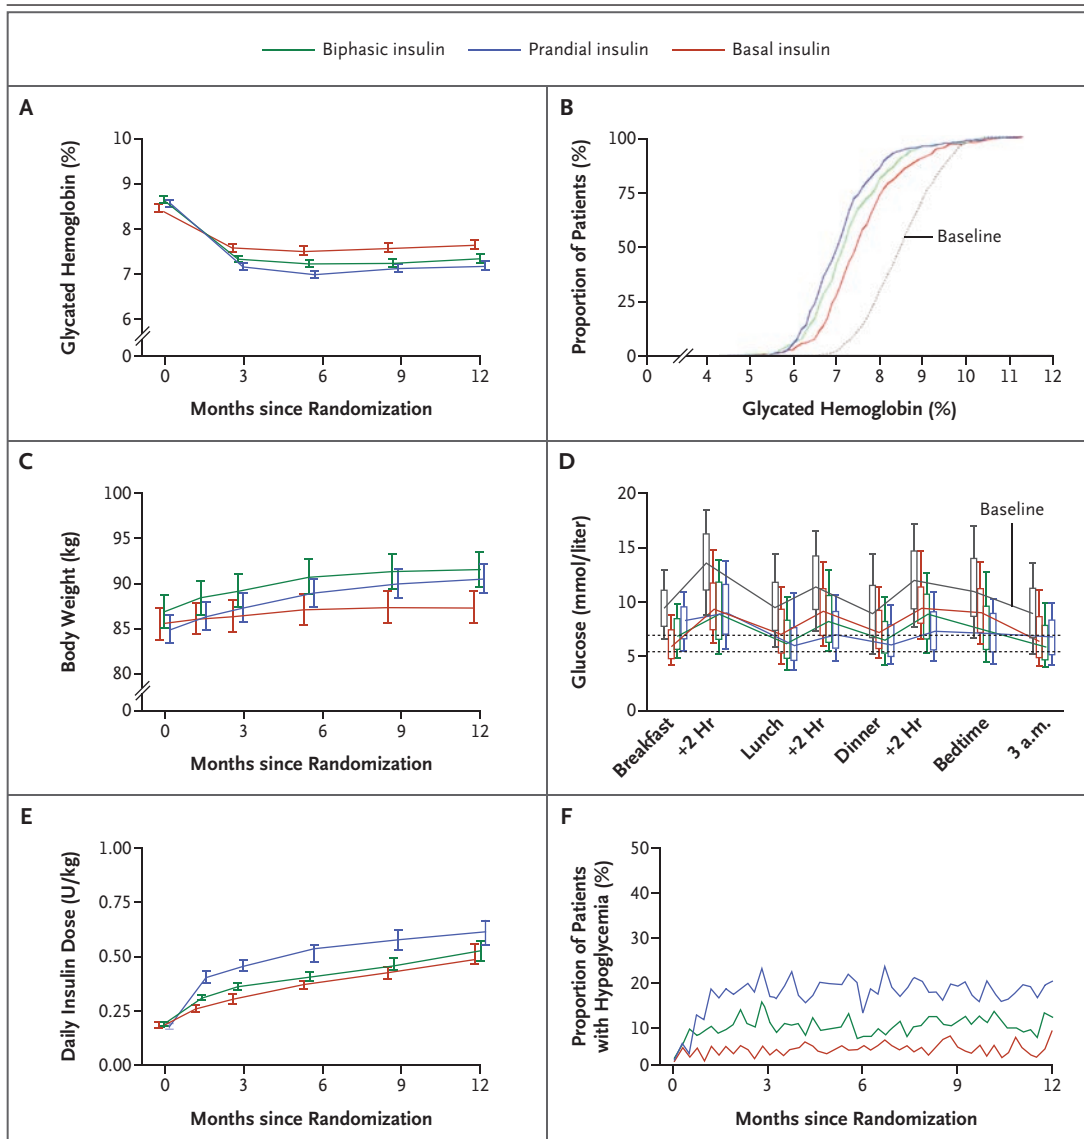 Biphasic insulin Prandial insulin Basal insulin
A
Glycated Hemoglobin (%)
10
9
8
7
6
0
0 3 6 9 12
Months since Randomization
B
Proportion of Patients (%)
100
75
50
25
0
Baseline
0 4 5 6 7 8 9 10 11 12
Glycated Hemoglobin (%)
C
Body Weight (kg)
100
95
90
85
80
0
0 3 6 9 12
Months since Randomization
D
Glucose (mmol/liter)
20
15
10
5
0
Baseline
Breakfast
+2 Hr
Lunch
+2 Hr
Dinner
+2 Hr
Bedtime
3 a.m.
E
Daily Insulin Dose (U/kg)
1.00
0.75
0.50
0.25
0.00
0 3 6 9 12
Months since Randomization
F
Proportion of Patients
with Hypoglycemia (%)
50
30
20
10
0
0 3 6 9 12
Months since Randomization